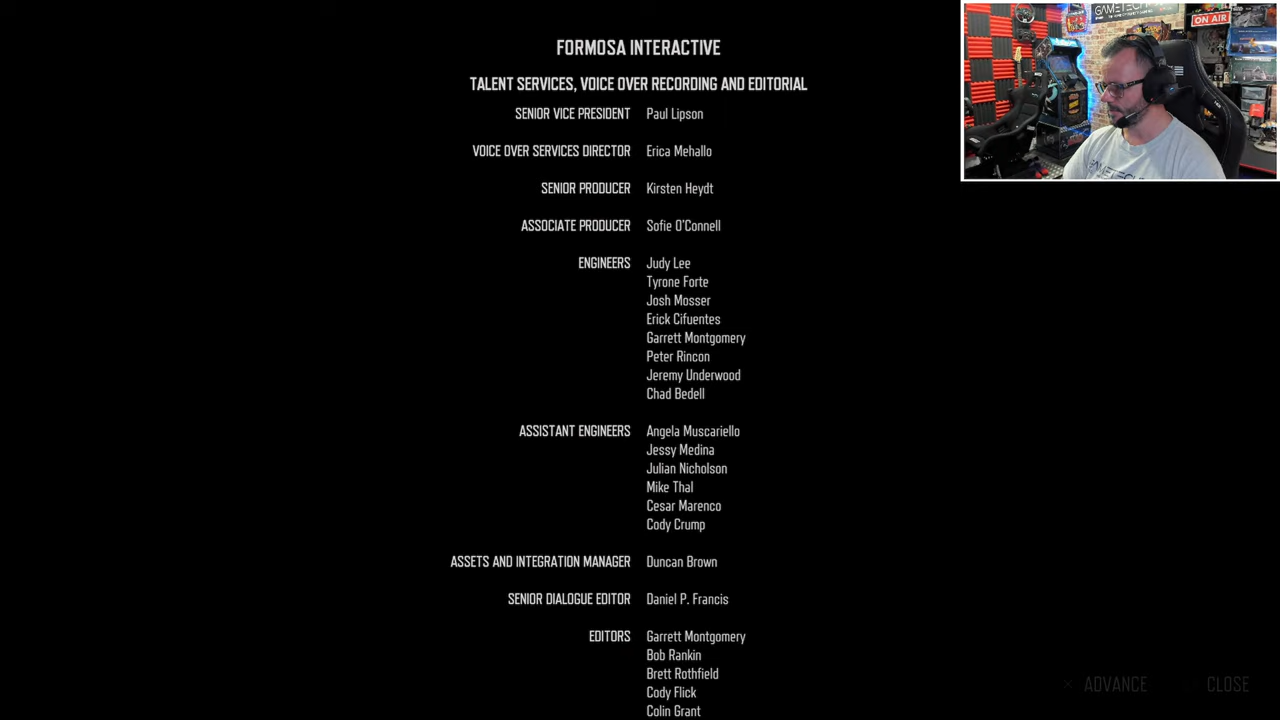 FORMOSA INTERACTIVE
TALENT SERVICES, VOICE OVER RECORDING AND EDITORIAL
SENIOR VICE PRESIDENT Paul Lipson
VOICE OVER SERVICES DIRECTOR Erica Mehallo
SENIOR PRODUCER Kirsten Heydt
ASSOCIATE PRODUCER Sofie O'Connell
ENGINEERS Judy Lee
Tyrone Forte
Josh Mosser
Erick Cifuentes
Garrett Montgomery
Peter Rincon
Jeremy Underwood
Chad Bedell
ASSISTANT ENGINEERS Angela Muscariello
Jessy Medina
Julian Nicholson
Mike Thal
Cesar Marenco
Cody Crump
ASSETS AND INTEGRATION MANAGER Duncan Brown
SENIOR DIALOGUE EDITOR Daniel P. Francis
EDITORS Garrett Montgomery
Bob Rankin
Brett Rothfield
Cody Flick
Colin Grant
ADVANCE
CLOSE
GAMETECH
ON AIR
GAMETECH